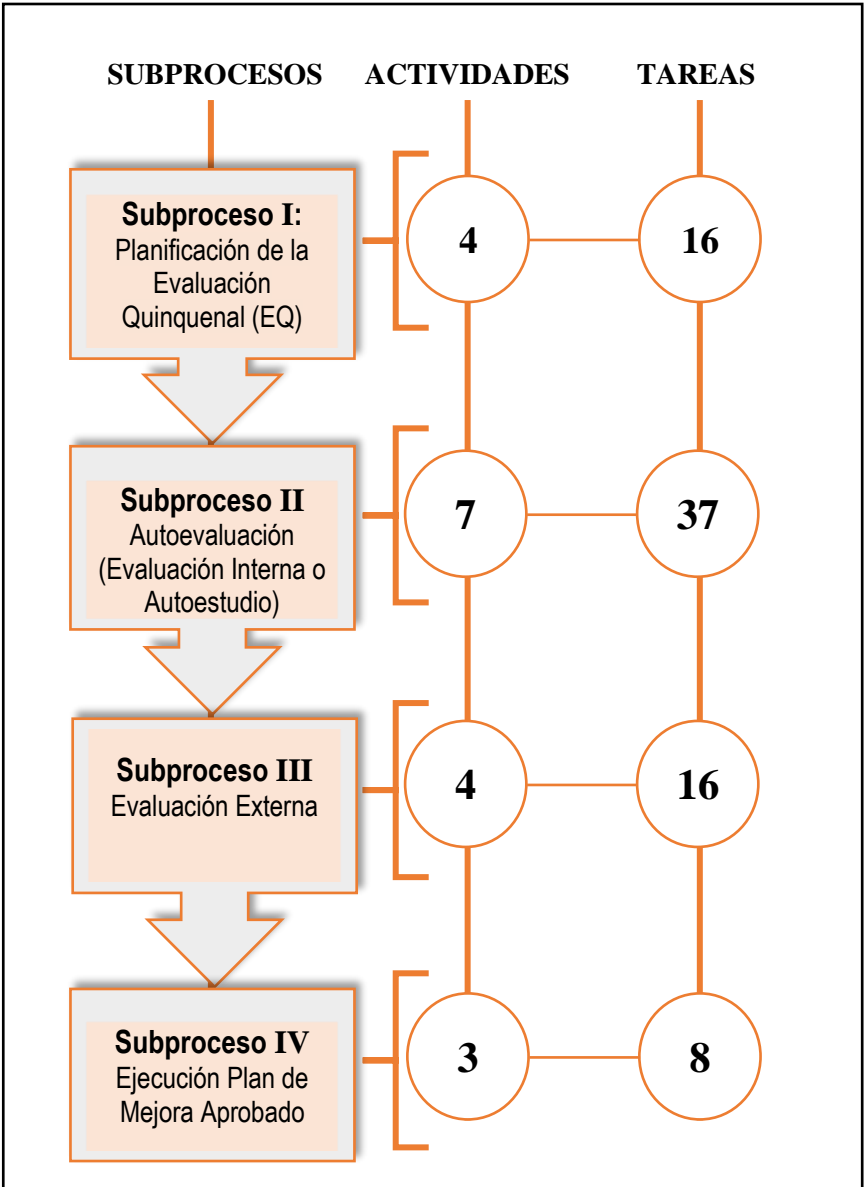 SUBPROCESOS ACTIVIDADES TAREAS
Subproceso I:
Planificación de la
Evaluación
Quinquenal (EQ)
4
16
Subproceso II
Autoevaluación
(Evaluación Interna o
Autoestudio)
7
37
Subproceso III
Evaluación Externa
4
16
Subproceso IV
Ejecución Plan de
Mejora Aprobado
3
8